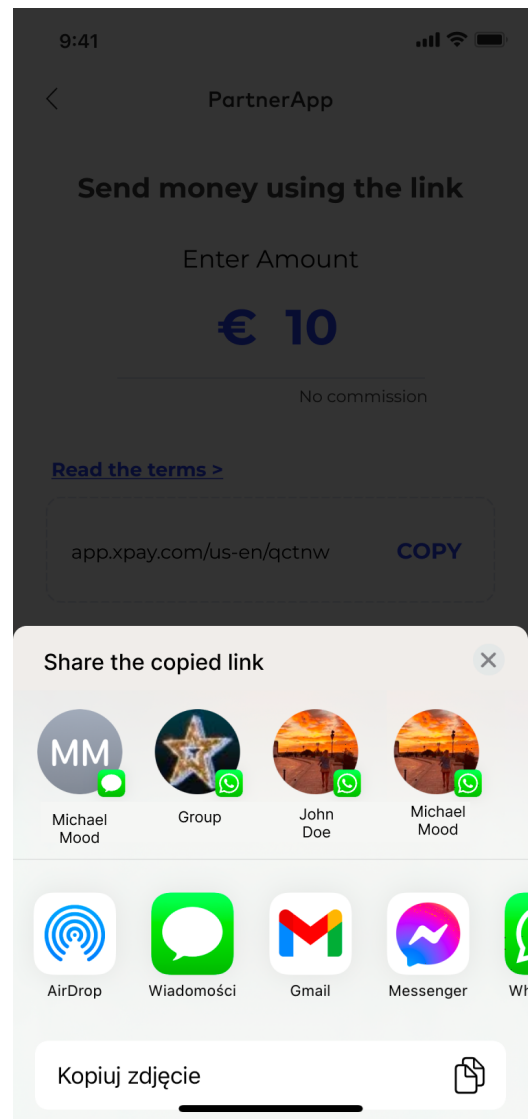 9:41
PartnerApp
Send money using the link
Enter Amount
€ 10
No commission
Read the terms >
app.xpay.com/us-en/qctnw COPY
Share the copied link
MM
Michael
Mood
Group
John
Doe
Michael
Mood
AirDrop
Wiadomości
Gmail
Messenger
Wh
Kopiuj zdjęcie